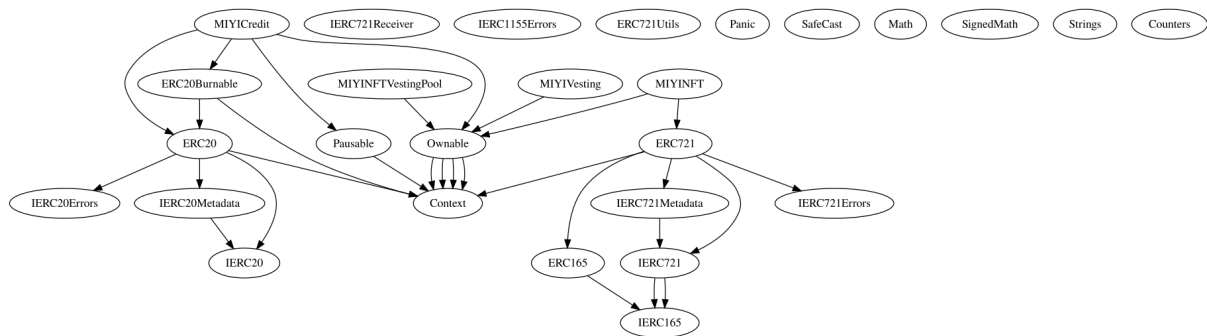 MIYICredit
IERC721Receiver
IERC1155Errors
ERC721Utils
Panic
SafeCast
Math
SignedMath
Strings
Counters
ERC20Burnable
MIYINFTVestingPool
MIYIVesting
MIYINFT
ERC20
Pausable
Ownable
ERC721
IERC20Errors
IERC20Metadata
Context
IERC721Metadata
IERC721Errors
IERC20
ERC165
IERC721
IERC165